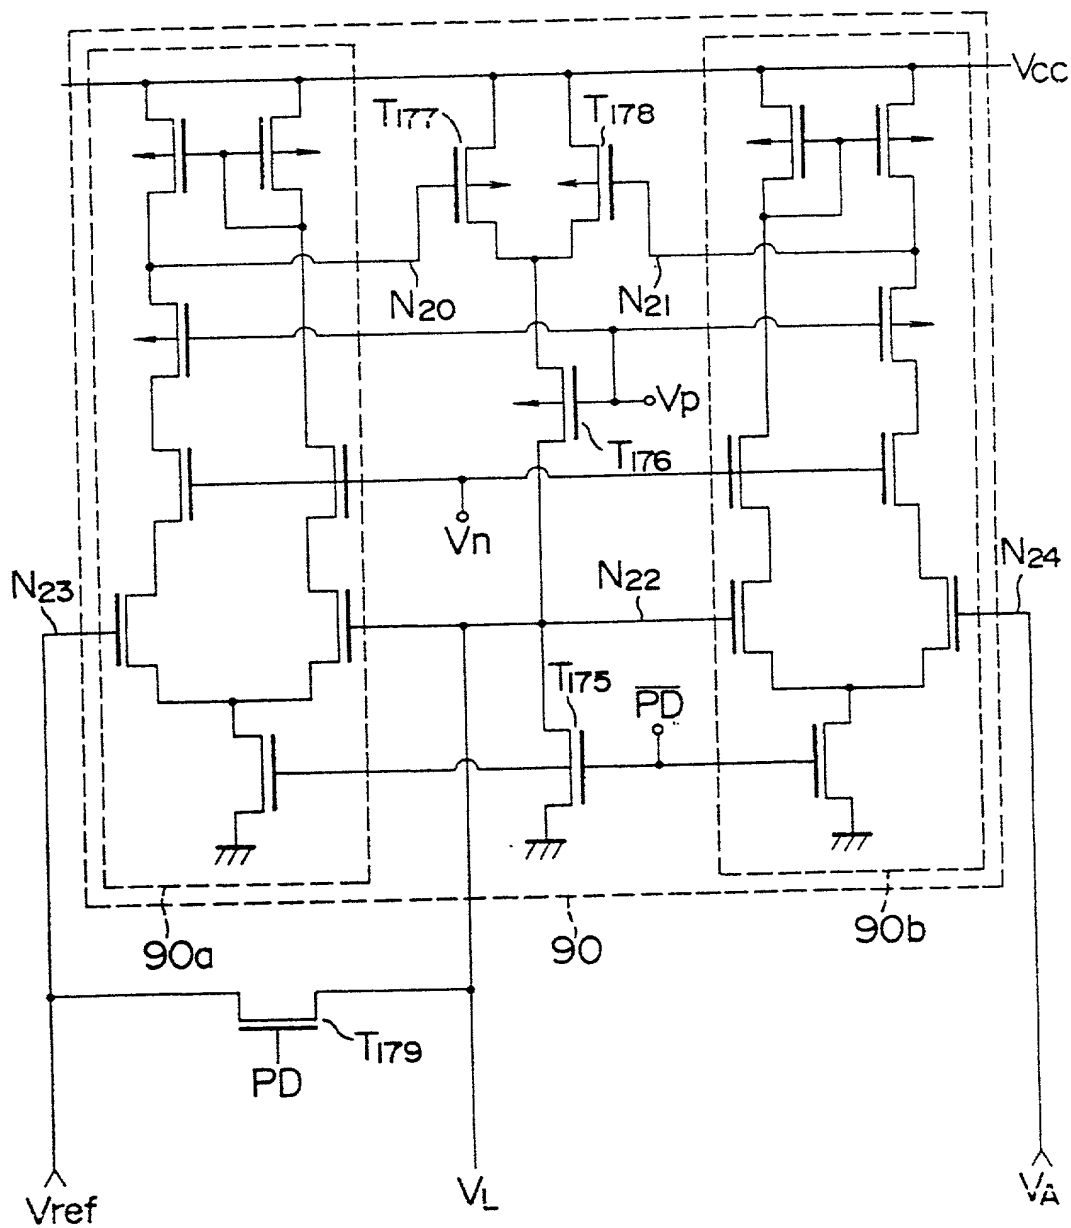 VCC
T177
T178
N20
N21
Vp
T176
Vn
N23
N22
N24
T175
PD
90a
90
90b
T179
PD
Vref
VL
VA